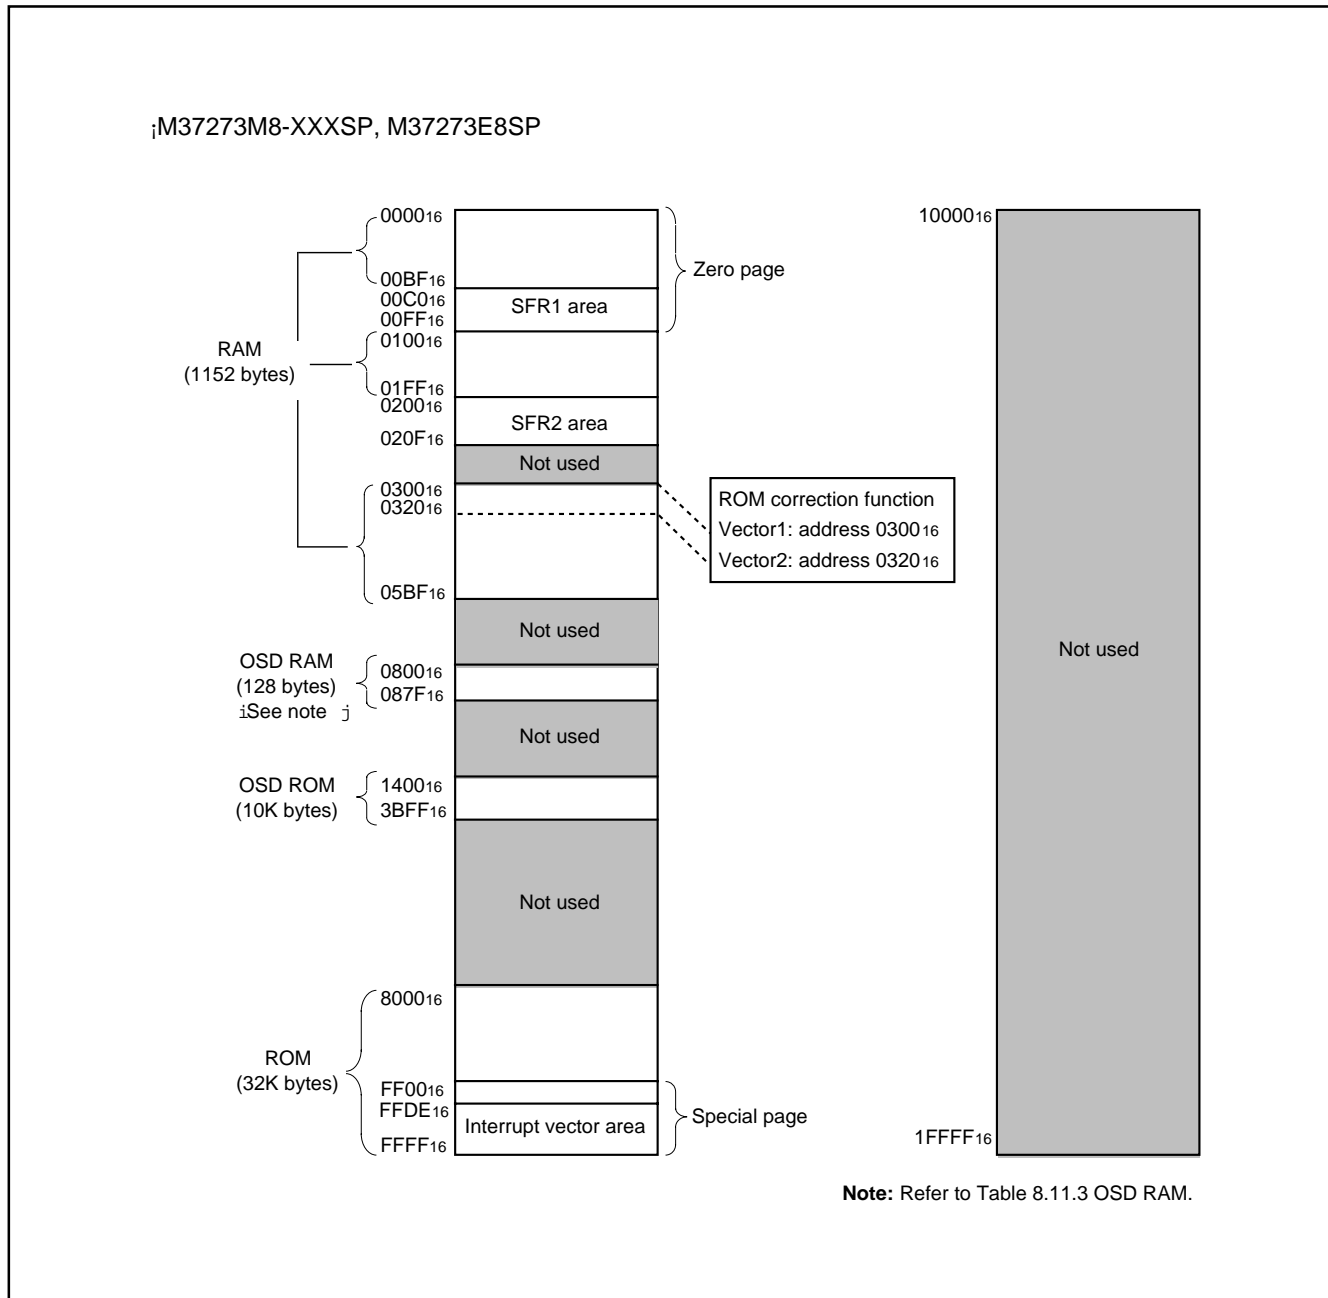 ¡M37273M8-XXXSP, M37273E8SP
000016
00BF16
00C016
00FF16
010016
01FF16
020016
020F16
030016
032016
05BF16
RAM
(1152 bytes)
SFR1 area
SFR2 area
Not used
Zero page
ROM correction function
Vector1: address 030016
Vector2: address 032016
Not used
OSD RAM
(128 bytes)
¡See note j
080016
087F16
Not used
OSD ROM
(10K bytes)
140016
3BFF16
Not used
ROM
(32K bytes)
800016
FF0016
FFDE16
FFFF16
Interrupt vector area
Special page
1000016
Not used
1FFFF16
Note: Refer to Table 8.11.3 OSD RAM.